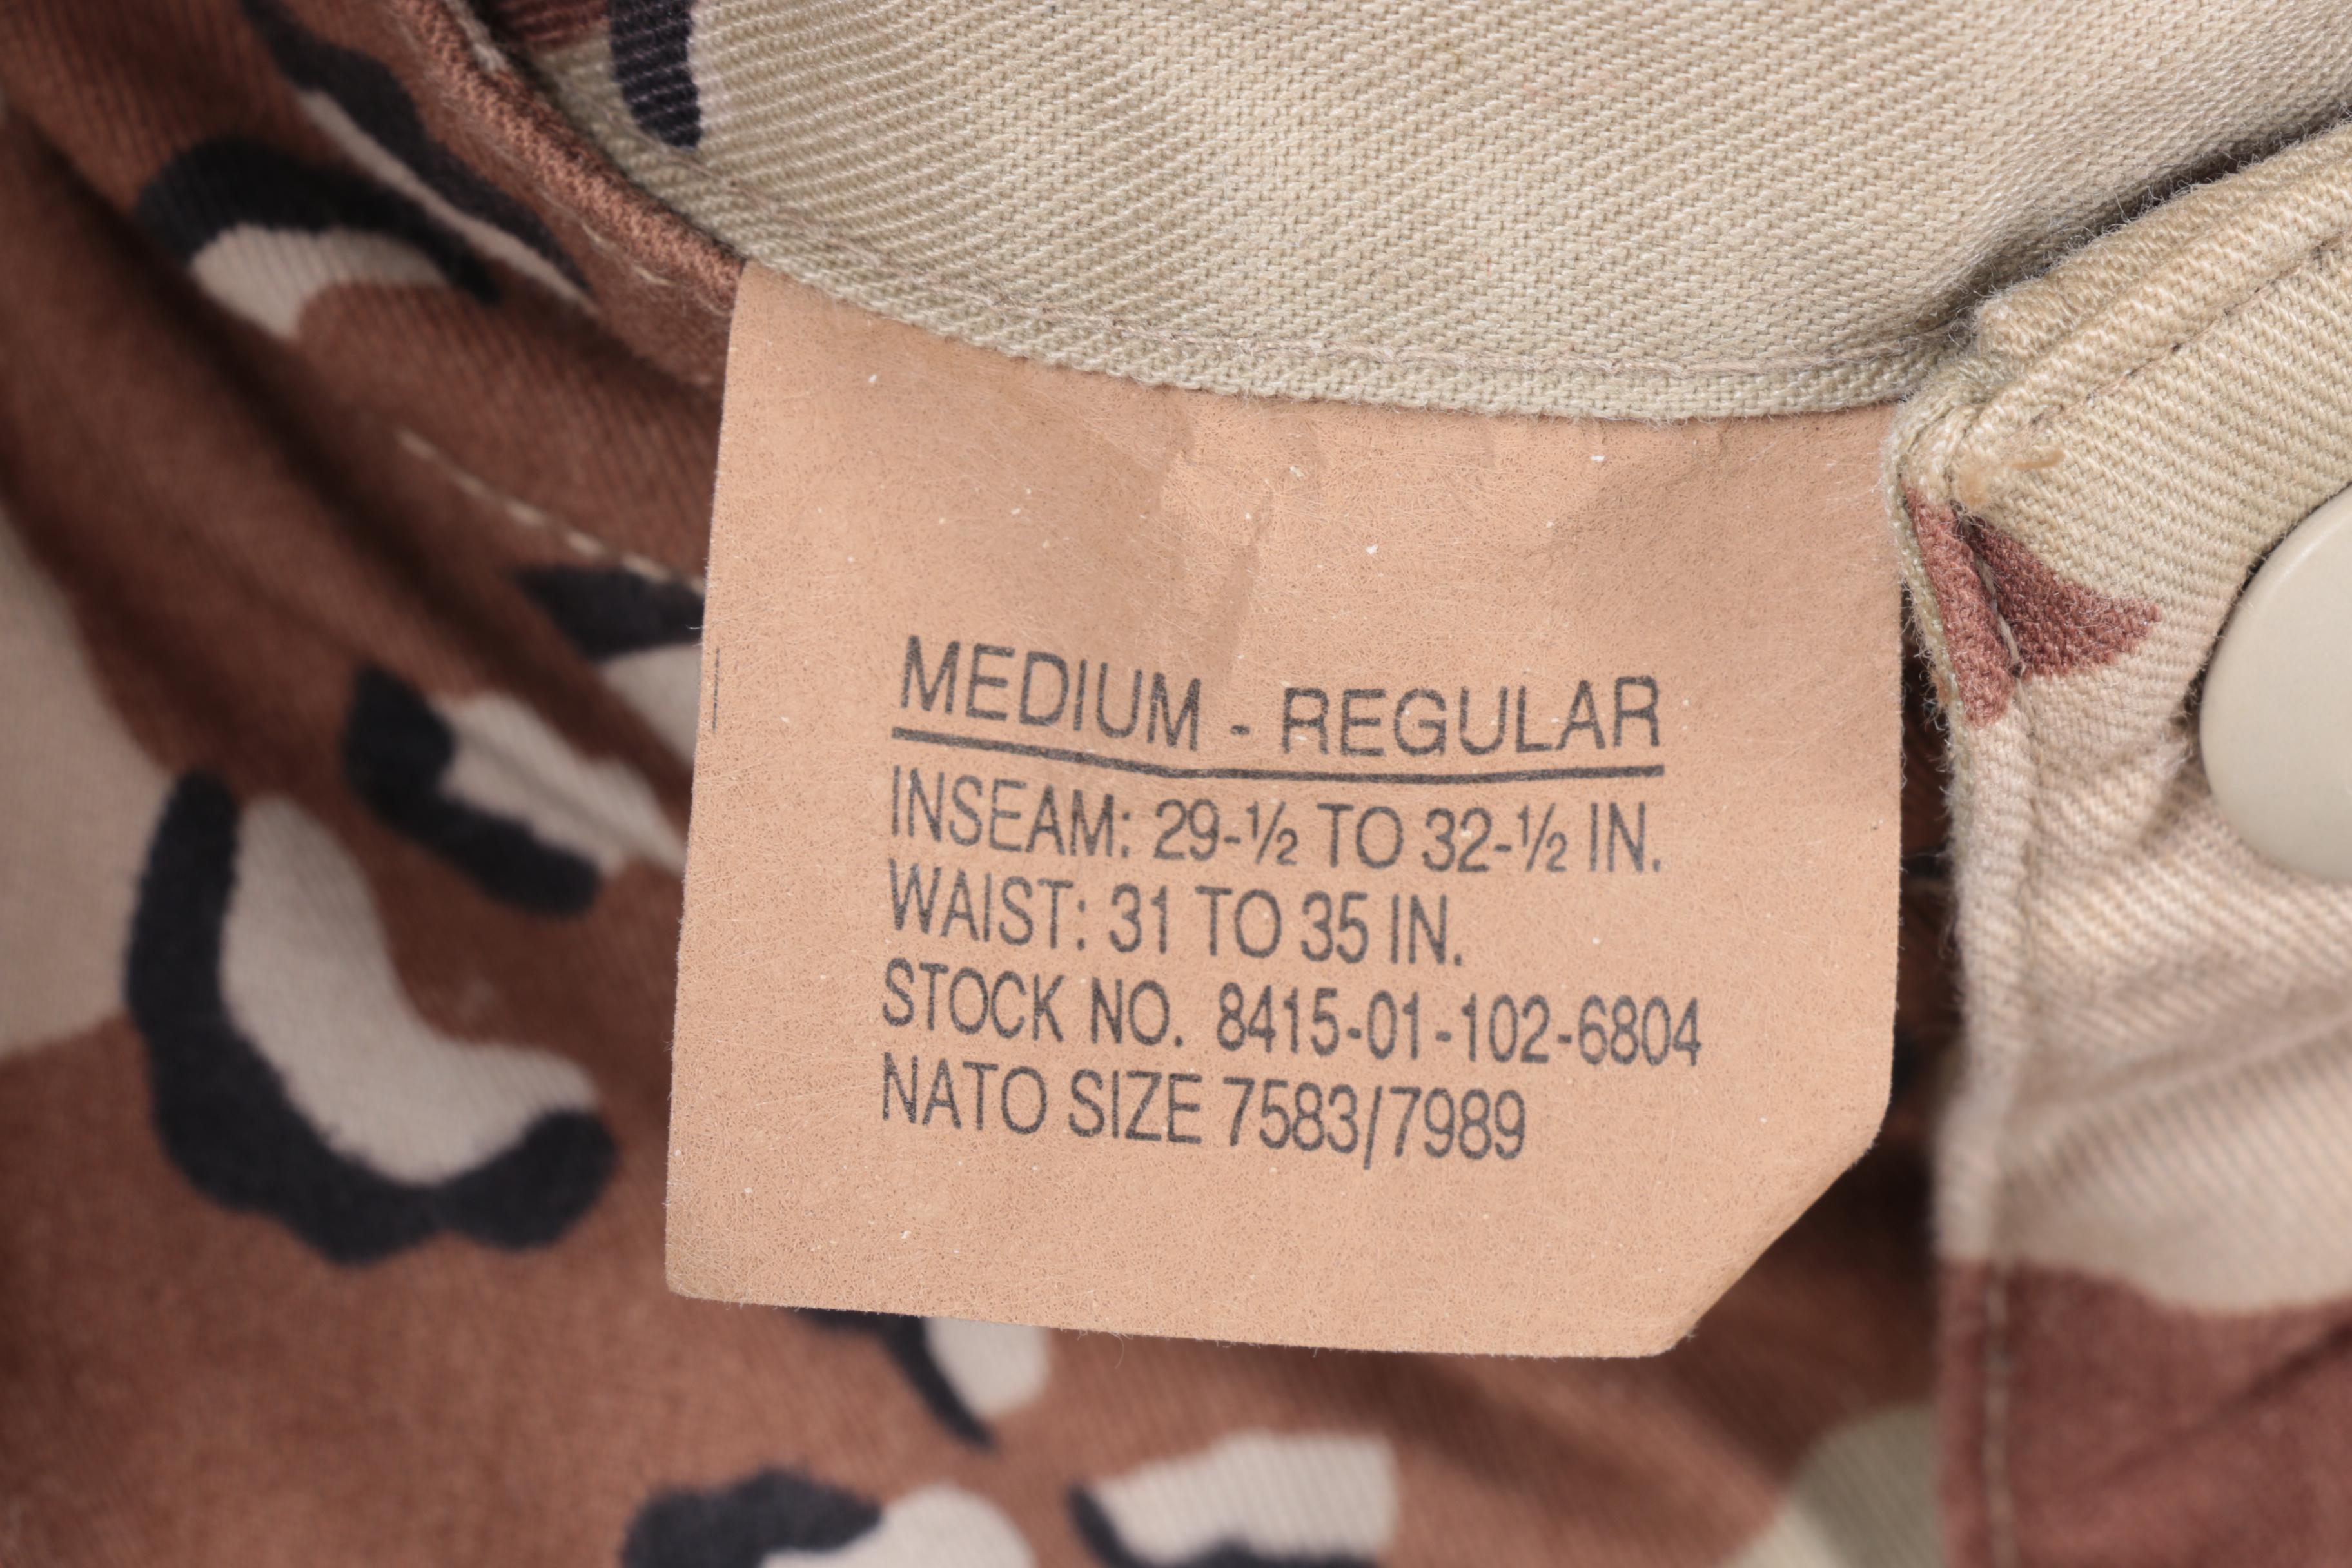 MEDIUM - REGULAR
INSEAM: 29-½ TO 32-½ IN.
WAIST: 31 TO 35 IN.
STOCK NO. 8415-01-102-6804
NATO SIZE 7583/7989